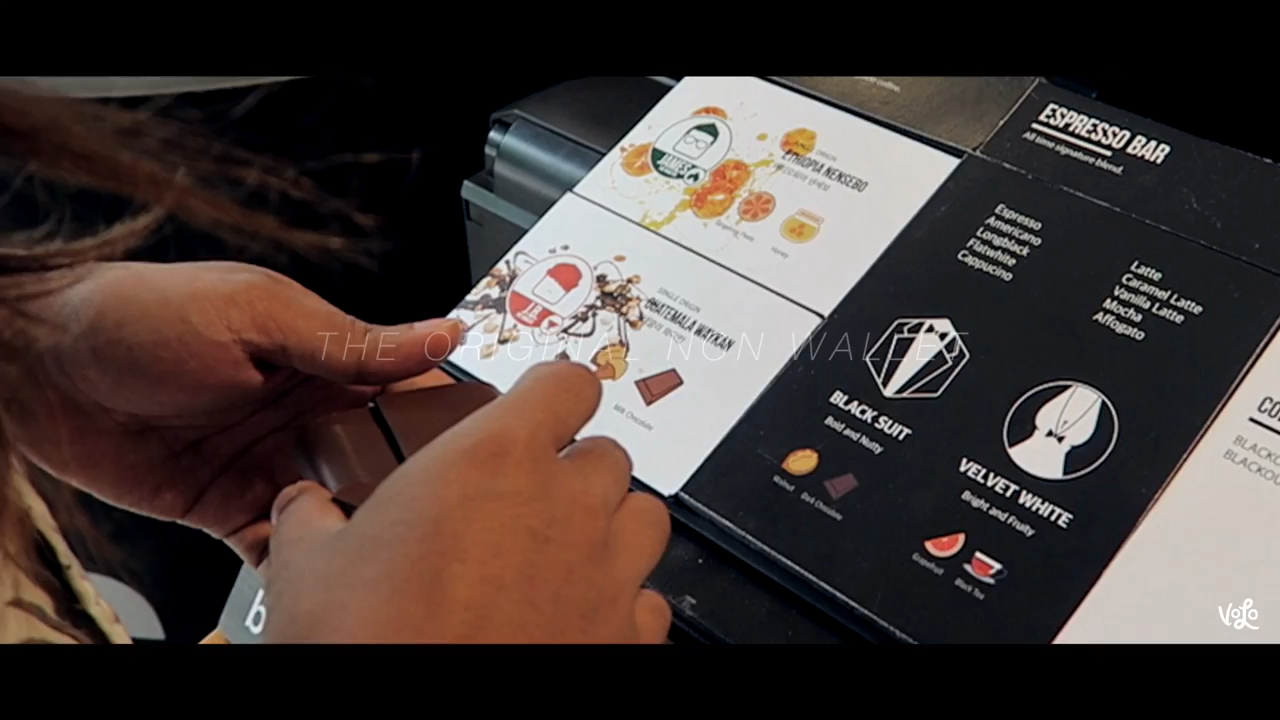 ESPRESSO BAR
All time signature blend.
JAMES
ETHIOPIA NENSEBO
Honey
SINGLE ORIGIN
GUATEMALA WAYKAN
Milk Chocolate
THE ORIGINAL NON WALLET
Espresso
Americano
Longblack
Flatwhite
Cappucino
Latte
Caramel Latte
Vanilla Latte
Mocha
Affogato
BLACK SUIT
Bold and Nutty
Walnut
Dark Chocolate
VELVET WHITE
Bright and Fruity
Grapefruit
Black Tea
b
VoLo